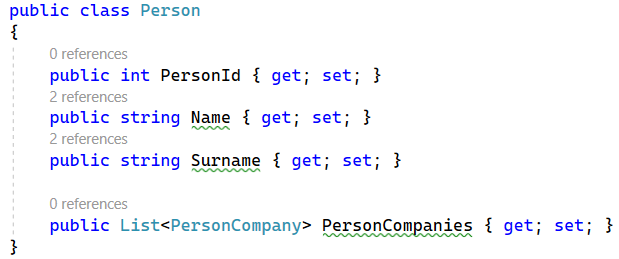 public class Person
{
0 references
public int PersonId { get; set; }
2 references
public string Name { get; set; }
2 references
public string Surname { get; set; }
0 references
public List<PersonCompany> PersonCompanies { get; set; }
}